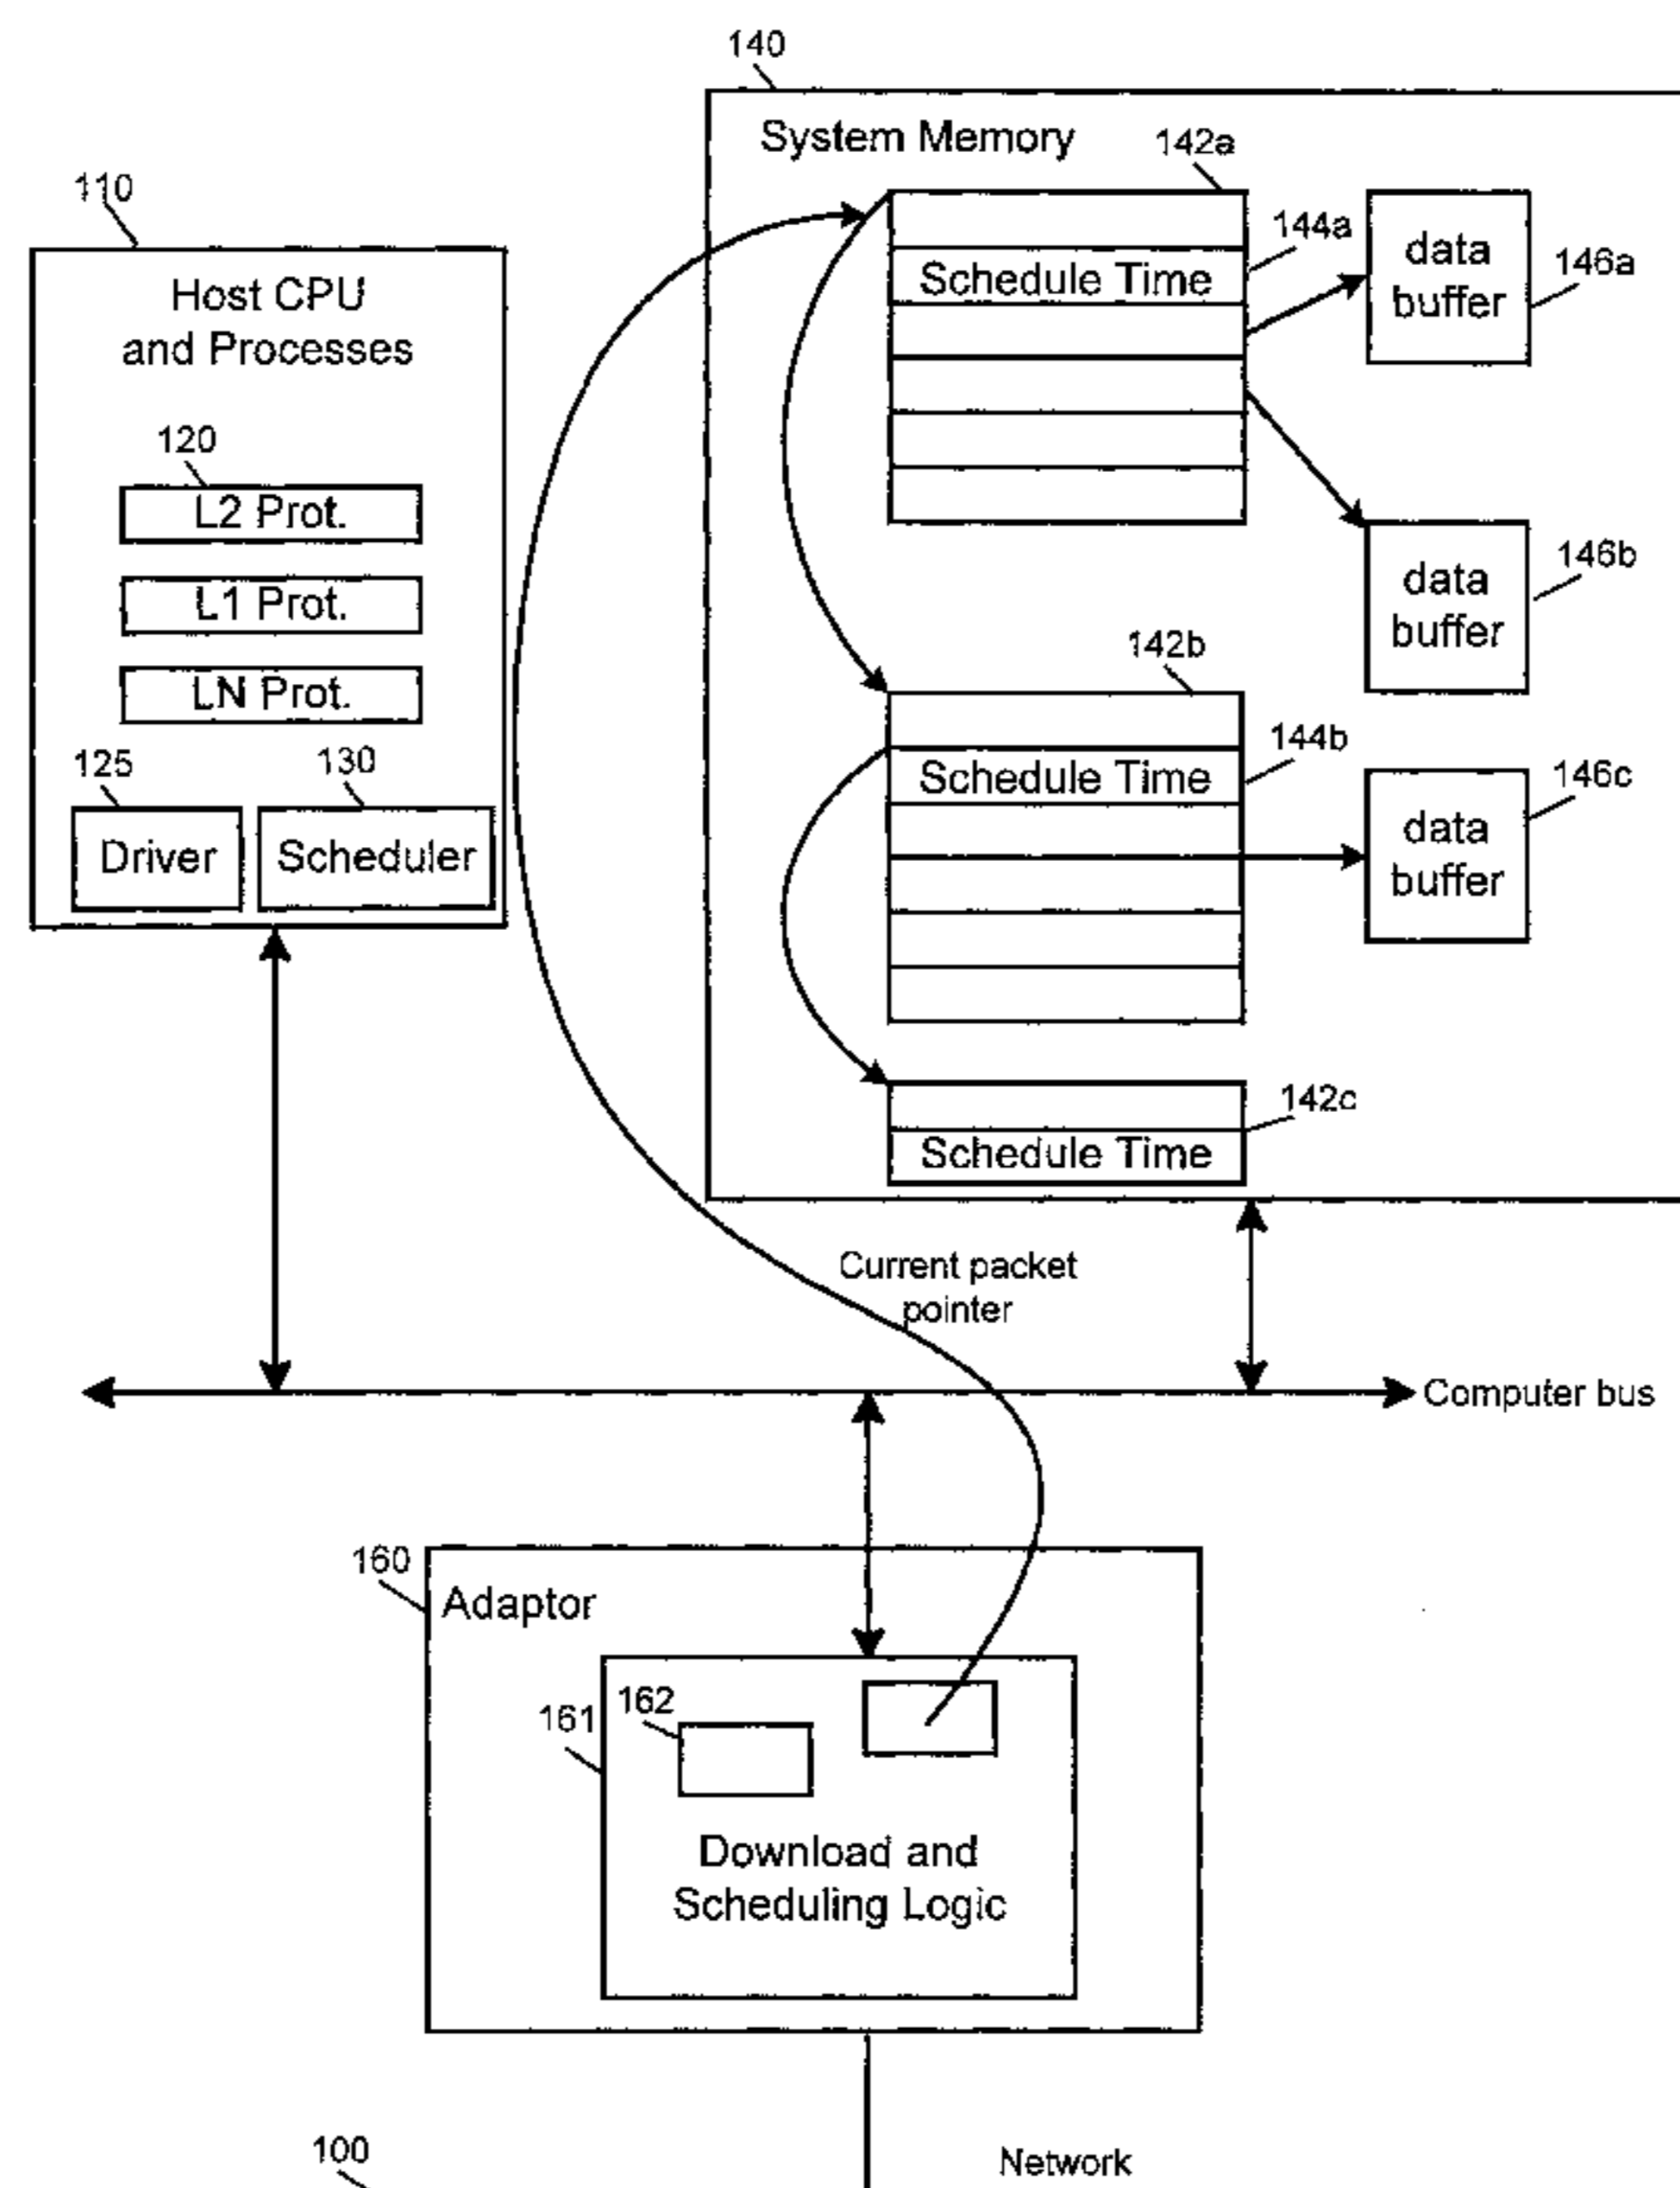 140
System Memory
142a
110
144a
data
buffer
146a
Host CPU
and Processes
Schedule Time
120
L2 Prot.
146b
data
buffer
L1 Prot.
142b
LN Prot.
144b
125
130
Schedule Time
146c
data
buffer
Driver
Scheduler
142c
Schedule Time
Current packet
pointer
Computer bus
160
Adaptor
162
161
Download and
Scheduling Logic
100
Network